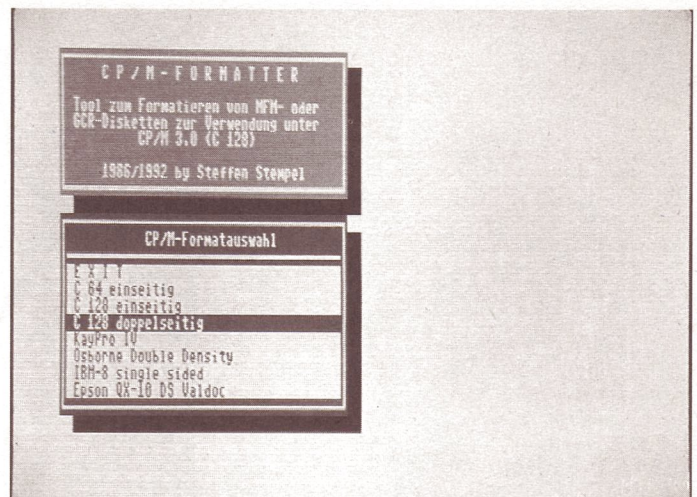 CP/M-FORMATTER
Tool zum Formatieren von MFM- oder
GCR-Disketten zur Verwendung unter
CP/M 3.0 (C 128)
1986/1992 by Steffen Stempel
CP/M-Formatauswahl
E X I T
C 64 einseitig
C 128 einseitig
C 128 doppelseitig
KayPro IV
Osborne Double Density
IBM-8 single sided
Epson QX-10 DS Valdoc